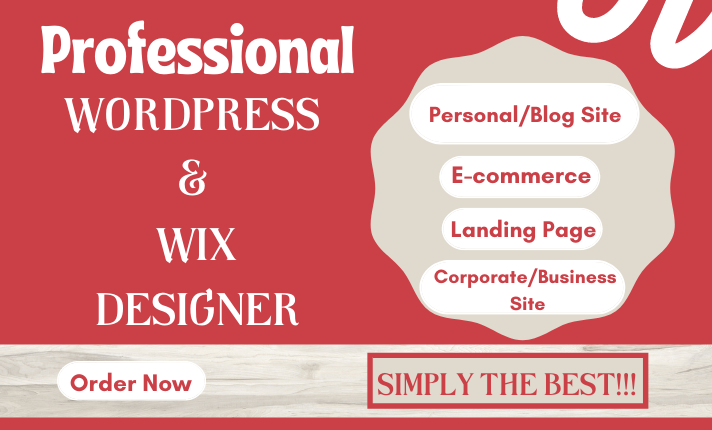 Professional
WORDPRESS
&
WIX
DESIGNER
Personal/Blog Site
E-commerce
Landing Page
Corporate/Business
Site
Order Now
SIMPLY THE BEST!!!